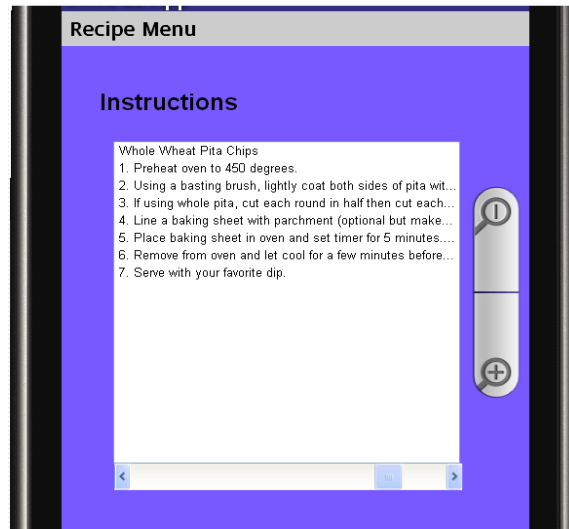 Recipe Menu
Instructions
Whole Wheat Pita Chips
1. Preheat oven to 450 degrees.
2. Using a basting brush, lightly coat both sides of pita wit...
3. If using whole pita, cut each round in half then cut each...
4. Line a baking sheet with parchment (optional but make...
5. Place baking sheet in oven and set timer for 5 minutes....
6. Remove from oven and let cool for a few minutes before...
7. Serve with your favorite dip.